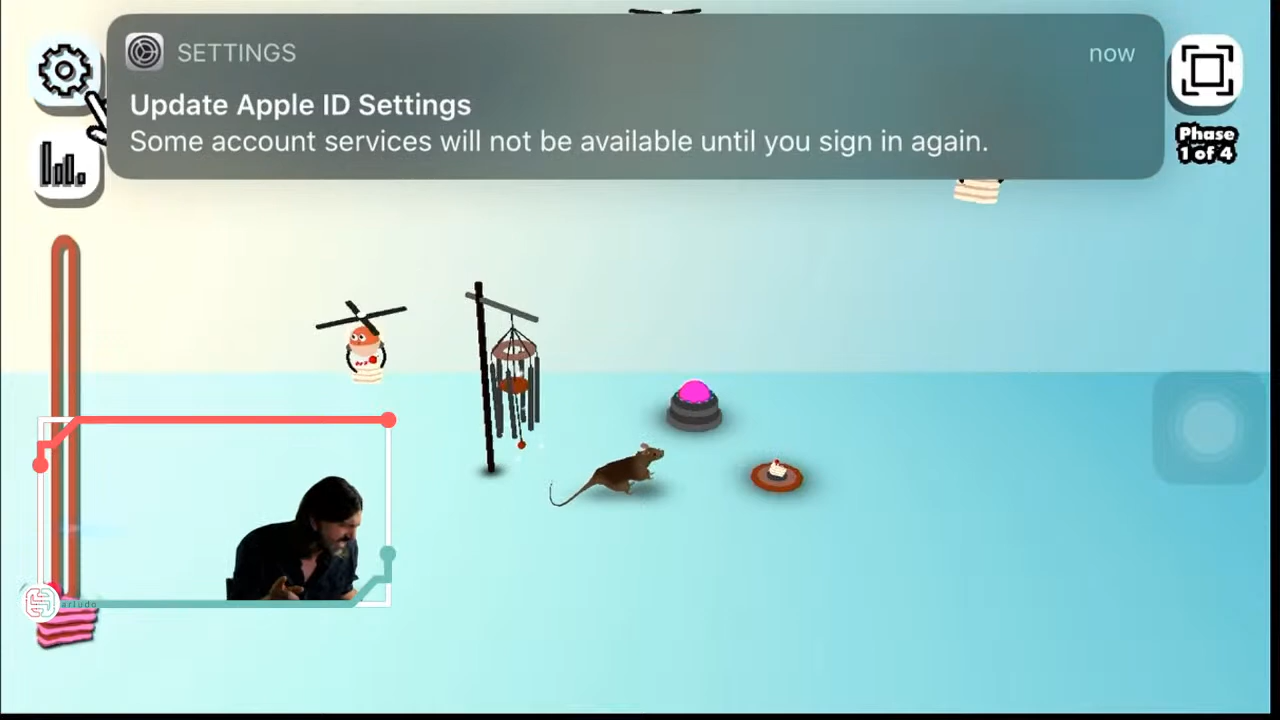 SETTINGS
now
Update Apple ID Settings
Some account services will not be available until you sign in again.
Phase
1 of 4
arludo